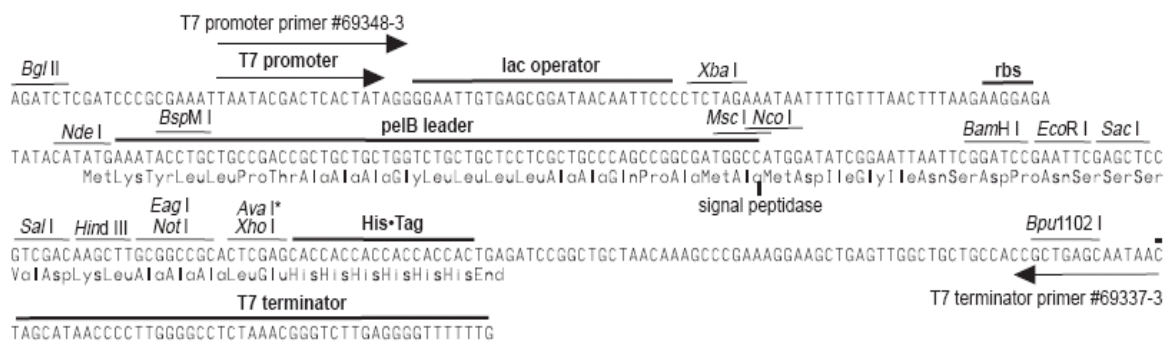 T7 promoter primer #69348-3
Bgl II T7 promoter lac operator Xba I rbs
AGATCTCGATCCCGCGAAATTAATACGACTCACTATAGGGGAATTGTGAGCGGATAACAATTCCCCTCTAGAAATAATTTTGTTTAACTTTAAGAAGGAGA
Nde I BspM I pelB leader Msc I Nco I BamH I EcoR I Sac I
TATACATATGAAATACCTGCTGCCGACCGCTGCTGCTGGTCTGCTGCTCCTCGCTGCCCAGCCGGCGATGGCCATGGATATCGGAATTAATTCGGATCCGAATTCGAGCTCC
MetLysTyrLeuLeuProThrAlaAlaAlaGlyLeuLeuLeuLeuAlaAlaGlnProAlaMetAlaMetAspIleGlyIleAsnSerAspProAsnSerSerSer
signal peptidase
Sal I Hind III Eag I Not I Ava I* Xho I His•Tag Bpu1102 I
GTCGACAAGCTTGCGGCCGCACTCGAGCACCACCACCACCACCACTGAGATCCGGCTGCTAACAAAGCCCGAAAGGAAGCTGAGTTGGCTGCTGCCACCGCTGAGCAATAAC
ValAspLysLeuAlaAlaAlaLeuGluHisHisHisHisHisHisEnd
T7 terminator T7 terminator primer #69337-3
TAGCATAACCCCTTGGGGCCTCTAAACGGGTCTTGAGGGGTTTTTTG